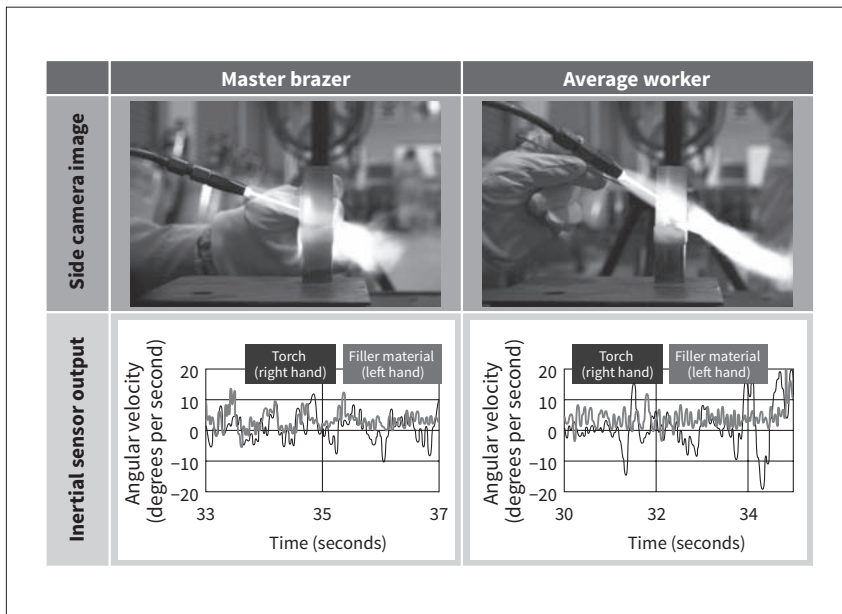 Master brazer
Average worker
Side camera image
Inertial sensor output
Angular velocity
(degrees per second)
20
10
0
−10
−20
Torch
(right hand)
Filler material
(left hand)
33
35
37
Time (seconds)
Angular velocity
(degrees per second)
20
10
0
−10
−20
Torch
(right hand)
Filler material
(left hand)
30
32
34
Time (seconds)